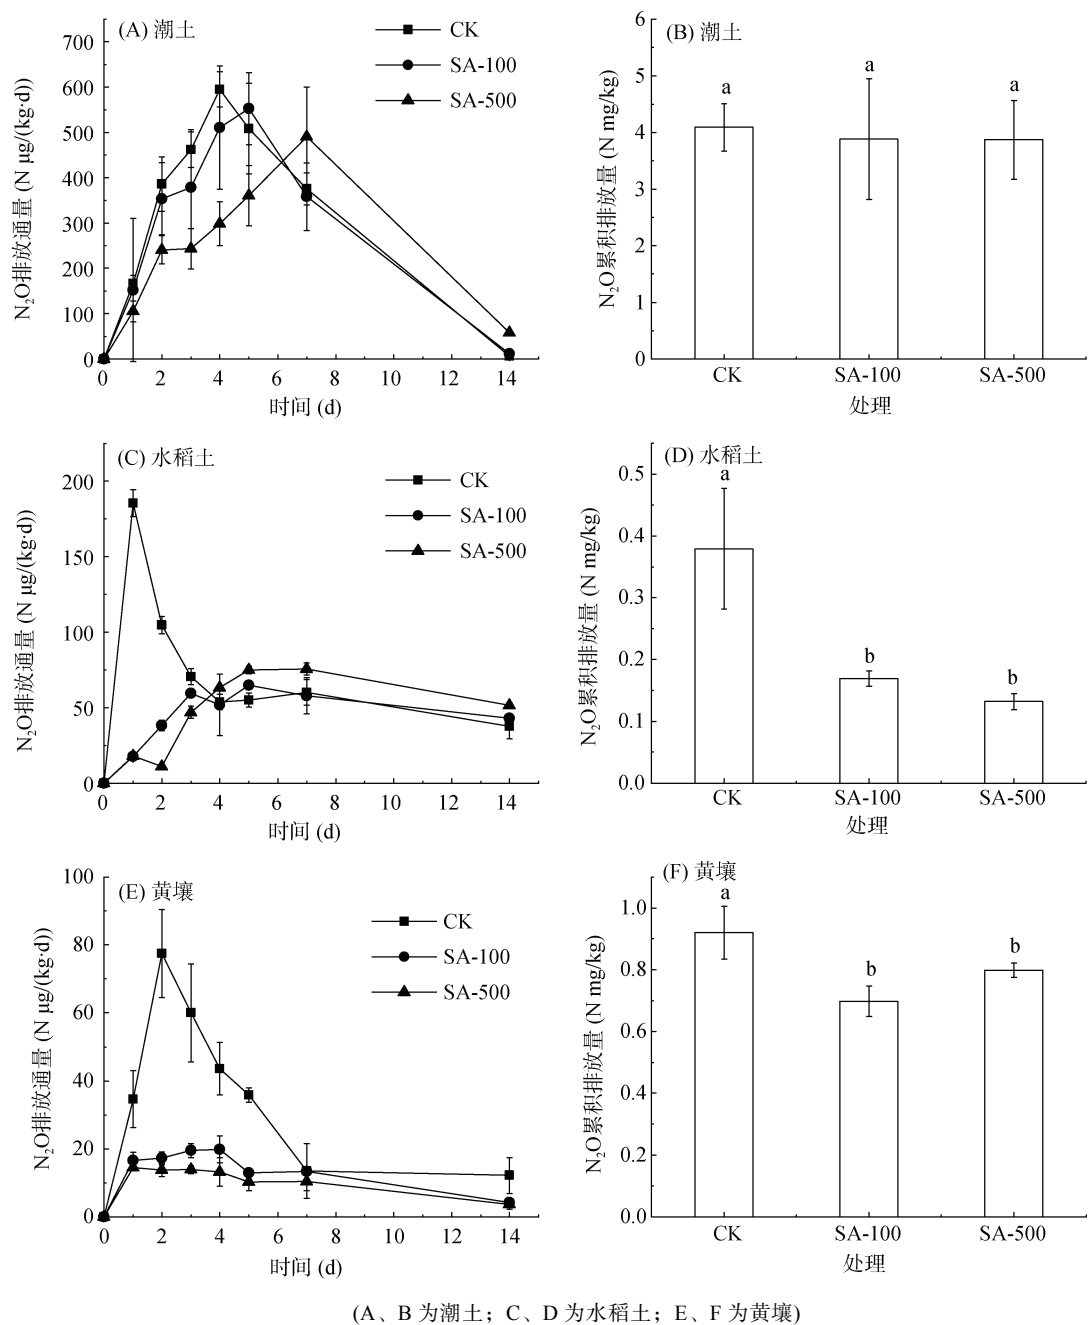 (A) 潮土
CK
SA-100
SA-500
700
600
500
400
300
200
100
0
N₂O排放通量 (N μg/(kg·d))
0 2 4 6 8 10 12 14
时间 (d)
(B) 潮土
6
5
4
3
2
1
0
N₂O累积排放量 (N mg/kg)
a a a
CK SA-100 SA-500
处理
(C) 水稻土
CK
SA-100
SA-500
200
150
100
50
0
N₂O排放通量 (N μg/(kg·d))
0 2 4 6 8 10 12 14
时间 (d)
(D) 水稻土
0.5
0.4
0.3
0.2
0.1
0.0
N₂O累积排放量 (N mg/kg)
a b b
CK SA-100 SA-500
处理
(E) 黄壤
CK
SA-100
SA-500
100
80
60
40
20
0
N₂O排放通量 (N μg/(kg·d))
0 2 4 6 8 10 12 14
时间 (d)
(F) 黄壤
1.0
0.8
0.6
0.4
0.2
0.0
N₂O累积排放量 (N mg/kg)
a b b
CK SA-100 SA-500
处理
(A、B 为潮土；C、D 为水稻土；E、F 为黄壤)